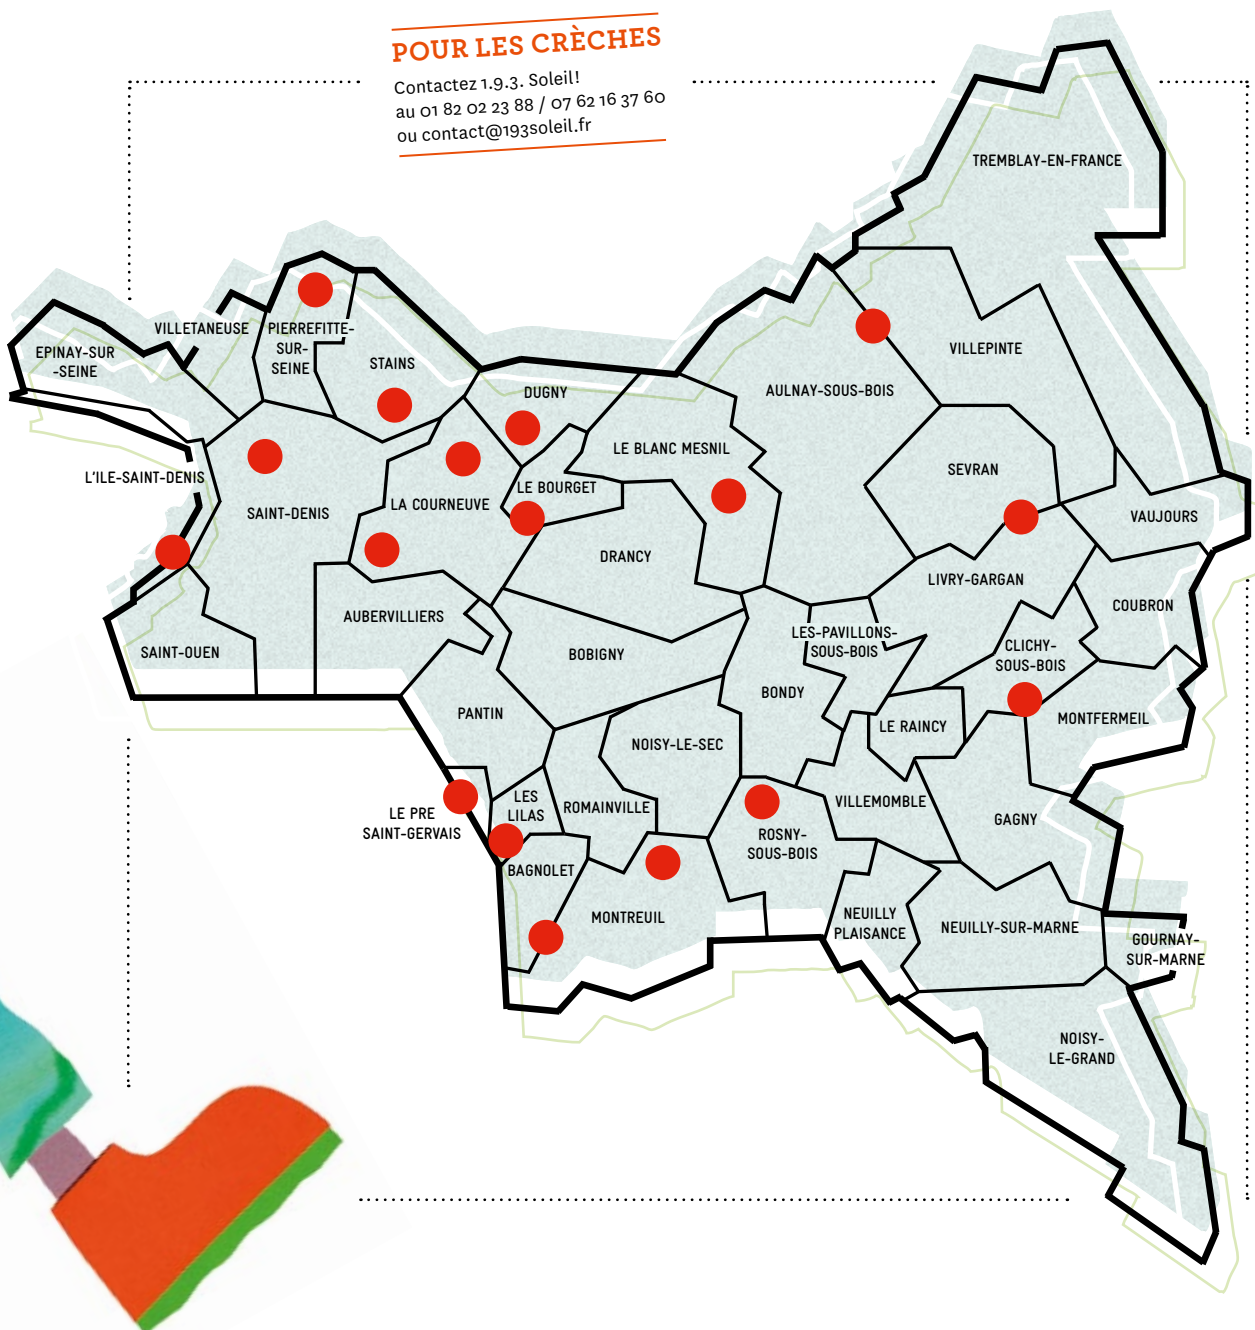 POUR LES CRÈCHES
Contactez 1.9.3. Soleil!
au 01 82 02 23 88 / 07 62 16 37 60
ou contact@193soleil.fr
TREMBLAY-EN-FRANCE
VILLETANEUSE
PIERREFITTE-
SUR-
SEINE
EPINAY-SUR
-SEINE
STAINS
VILLEPINTE
DUGNY
AULNAY-SOUS-BOIS
LE BLANC MESNIL
SEVRAN
L'ILE-SAINT-DENIS
LE BOURGET
LA COURNEUVE
SAINT-DENIS
VAUJOURS
DRANCY
LIVRY-GARGAN
COUBRON
AUBERVILLIERS
LES-PAVILLONS-
SOUS-BOIS
CLICHY-
SOUS-BOIS
SAINT-OUEN
BOBIGNY
BONDY
PANTIN
LE RAINCY
MONTFERMEIL
NOISY-LE-SEC
LES
LILAS
ROMAINVILLE
VILLEMOMBLE
LE PRE
SAINT-GERVAIS
GAGNY
ROSNY-
SOUS-BOIS
BAGNOLET
MONTREUIL
NEUILLY
PLAISANCE
NEUILLY-SUR-MARNE
GOURNAY-
SUR-MARNE
NOISY-
LE-GRAND